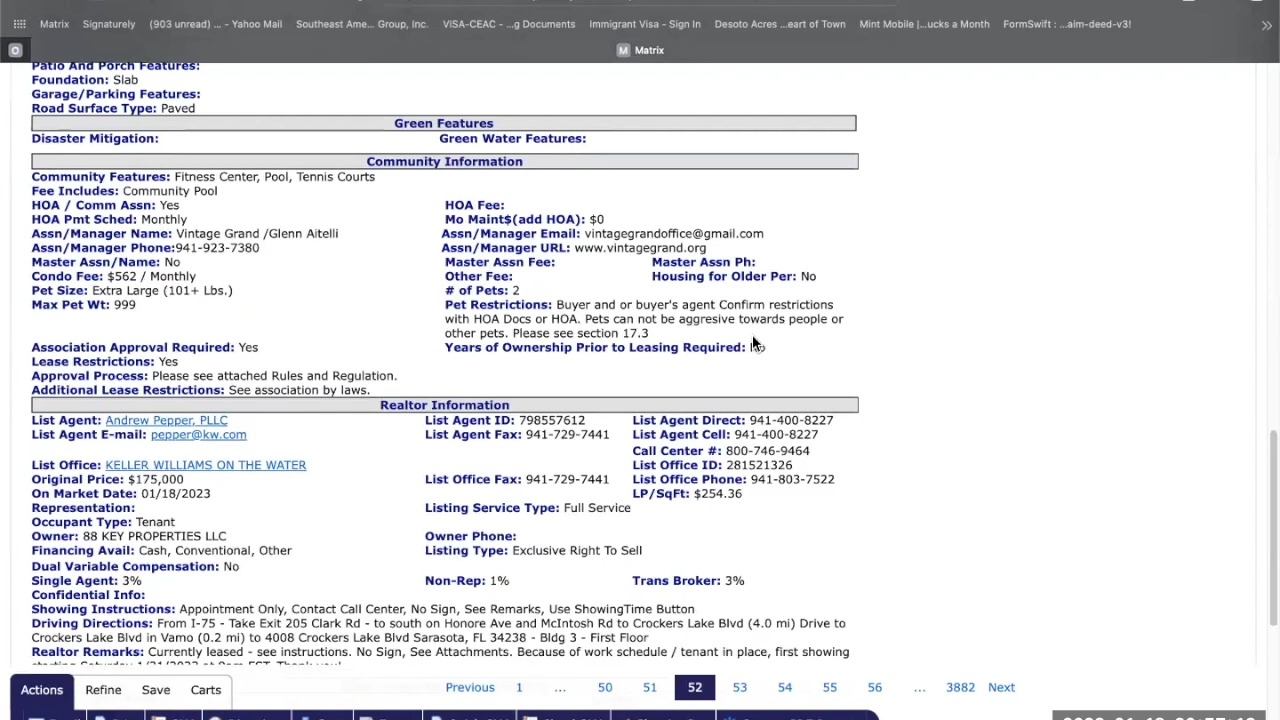 Matrix Signaturely (903 unread) ... - Yahoo Mail Southeast Ame... Group, Inc. VISA-CEAC - ...g Documents Immigrant Visa - Sign In Desoto Acres ...eart of Town Mint Mobile |...ucks a Month FormSwift : ...aim-deed-v3! »
O M Matrix
Patio And Porch Features:
Foundation: Slab
Garage/Parking Features:
Road Surface Type: Paved
Green Features
Disaster Mitigation: Green Water Features:
Community Information
Community Features: Fitness Center, Pool, Tennis Courts
Fee Includes: Community Pool
HOA / Comm Assn: Yes HOA Fee:
HOA Pmt Sched: Monthly Mo Maint$(add HOA): $0
Assn/Manager Name: Vintage Grand /Glenn Aitelli Assn/Manager Email: vintagegrandoffice@gmail.com
Assn/Manager Phone:941-923-7380 Assn/Manager URL: www.vintagegrand.org
Master Assn/Name: No Master Assn Fee: Master Assn Ph:
Condo Fee: $562 / Monthly Other Fee: Housing for Older Per: No
Pet Size: Extra Large (101+ Lbs.) # of Pets: 2
Max Pet Wt: 999 Pet Restrictions: Buyer and or buyer's agent Confirm restrictions
with HOA Docs or HOA. Pets can not be aggresive towards people or
other pets. Please see section 17.3
Association Approval Required: Yes Years of Ownership Prior to Leasing Required:
Lease Restrictions: Yes
Approval Process: Please see attached Rules and Regulation.
Additional Lease Restrictions: See association by laws.
Realtor Information
List Agent: Andrew Pepper, PLLC List Agent ID: 798557612 List Agent Direct: 941-400-8227
List Agent E-mail: pepper@kw.com List Agent Fax: 941-729-7441 List Agent Cell: 941-400-8227
Call Center #: 800-746-9464
List Office: KELLER WILLIAMS ON THE WATER List Office ID: 281521326
Original Price: $175,000 List Office Fax: 941-729-7441 List Office Phone: 941-803-7522
On Market Date: 01/18/2023 LP/SqFt: $254.36
Representation: Listing Service Type: Full Service
Occupant Type: Tenant
Owner: 88 KEY PROPERTIES LLC Owner Phone:
Financing Avail: Cash, Conventional, Other Listing Type: Exclusive Right To Sell
Dual Variable Compensation: No
Single Agent: 3% Non-Rep: 1% Trans Broker: 3%
Confidential Info:
Showing Instructions: Appointment Only, Contact Call Center, No Sign, See Remarks, Use ShowingTime Button
Driving Directions: From I-75 - Take Exit 205 Clark Rd - to south on Honore Ave and McIntosh Rd to Crockers Lake Blvd (4.0 mi) Drive to
Crockers Lake Blvd in Vamo (0.2 mi) to 4008 Crockers Lake Blvd Sarasota, FL 34238 - Bldg 3 - First Floor
Realtor Remarks: Currently leased - see instructions. No Sign, See Attachments. Because of work schedule / tenant in place, first showing
Actions Refine Save Carts Previous 1 ... 50 51 52 53 54 55 56 ... 3882 Next